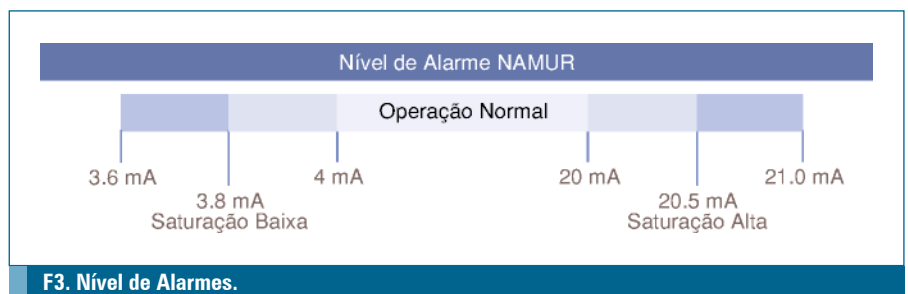 Nível de Alarme NAMUR
Operação Normal
3.6 mA
3.8 mA
Saturação Baixa
4 mA
20 mA
20.5 mA
Saturação Alta
21.0 mA
F3. Nível de Alarmes.